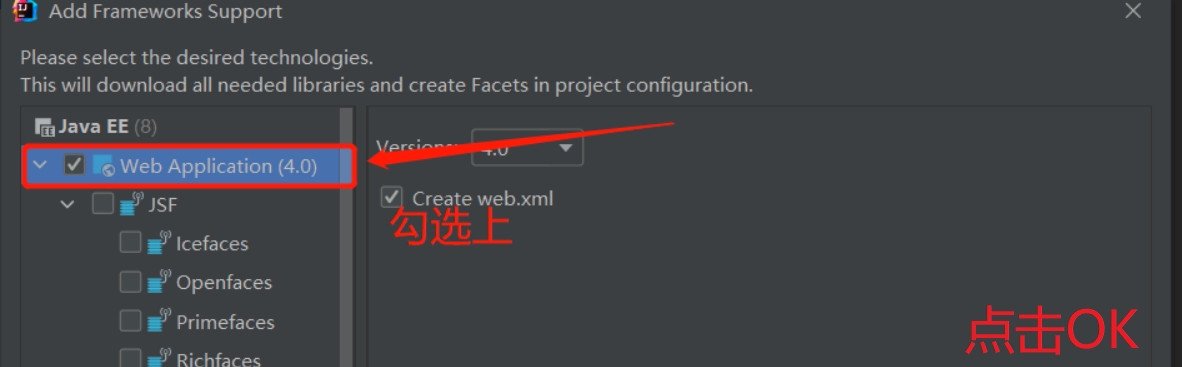 Add Frameworks Support
Please select the desired technologies.
This will download all needed libraries and create Facets in project configuration.
Java EE (8)
Web Application (4.0)
JSF
Icefaces
Openfaces
Primefaces
Richfaces
Versions: 4.0
Create web.xml
勾选上
点击OK